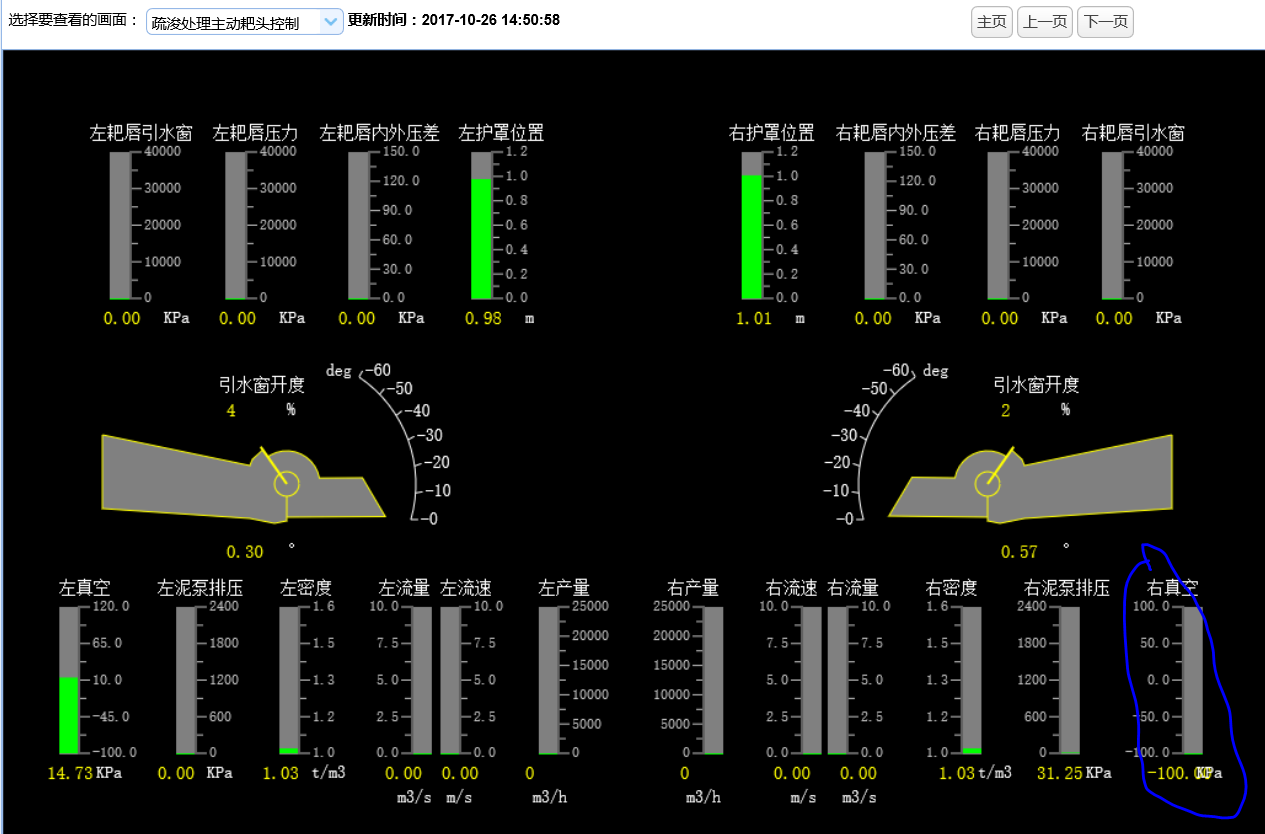 选择要查看的画面： 疏浚处理主动耙头控制 更新时间：2017-10-26 14:50:58 主页 上一页 下一页
左耙唇引水窗 左耙唇压力 左耙唇内外压差 左护罩位置 右护罩位置 右耙唇内外压差 右耙唇压力 右耙唇引水窗
40000 40000 150.0 1.2 1.2 150.0 40000 40000
1.0 1.0
120.0 120.0
30000 30000 30000 30000
0.8 0.8
90.0 90.0
20000 20000 20000 20000
0.6 0.6
60.0 60.0
0.4 0.4
10000 10000 10000 10000
30.0 0.2 0.2 30.0
0 0 0.0 0.0 0.0 0.0 0 0
0.00 KPa 0.00 KPa 0.00 KPa 0.98 m 1.01 m 0.00 KPa 0.00 KPa 0.00 KPa
deg -60 -60 deg
引水窗开度 -50 -50 引水窗开度
4 % -40 -40 2 %
-30 -30
-20 -20
-10 -10
-0 -0
0.30 ° 0.57 °
左真空 左泥泵排压 左密度 左流量 左流速 左产量 右产量 右流速 右流量 右密度 右泥泵排压 右真空
120.0 2400 1.6 10.0 10.0 25000 25000 10.0 10.0 1.6 2400 100.0
20000 20000
65.0 1800 1.5 7.5 7.5 7.5 7.5 1.5 1800 50.0
15000 15000
10.0 1200 1.3 5.0 5.0 5.0 5.0 1.3 1200 0.0
10000 10000
-45.0 600 1.2 2.5 2.5 2.5 2.5 1.2 600 -50.0
5000 5000
-100.0 0 1.0 0.0 0.0 0 0 0.0 0.0 1.0 0 -100.0
14.73 KPa 0.00 KPa 1.03 t/m3 0.00 0.00 0 0 0.00 0.00 1.03 t/m3 31.25 KPa -100.00 KPa
m3/s m/s m3/h m3/h m/s m3/s